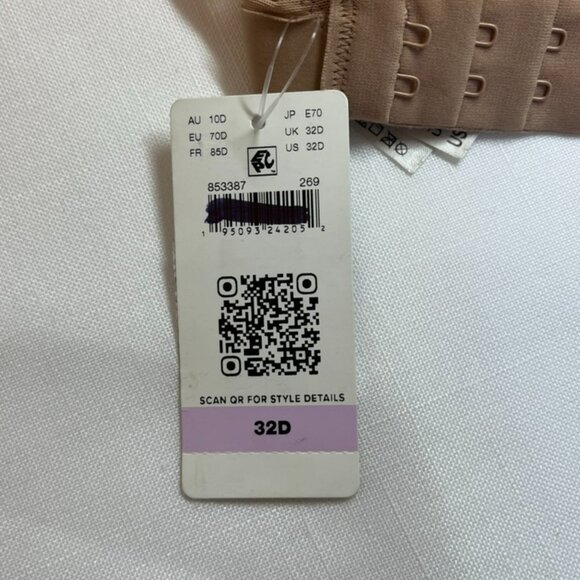 AU 10D JP E70
EU 70D UK 32D
FR 85D US 32D
853387 269
1 95093 24205 2
SCAN QR FOR STYLE DETAILS
32D
US